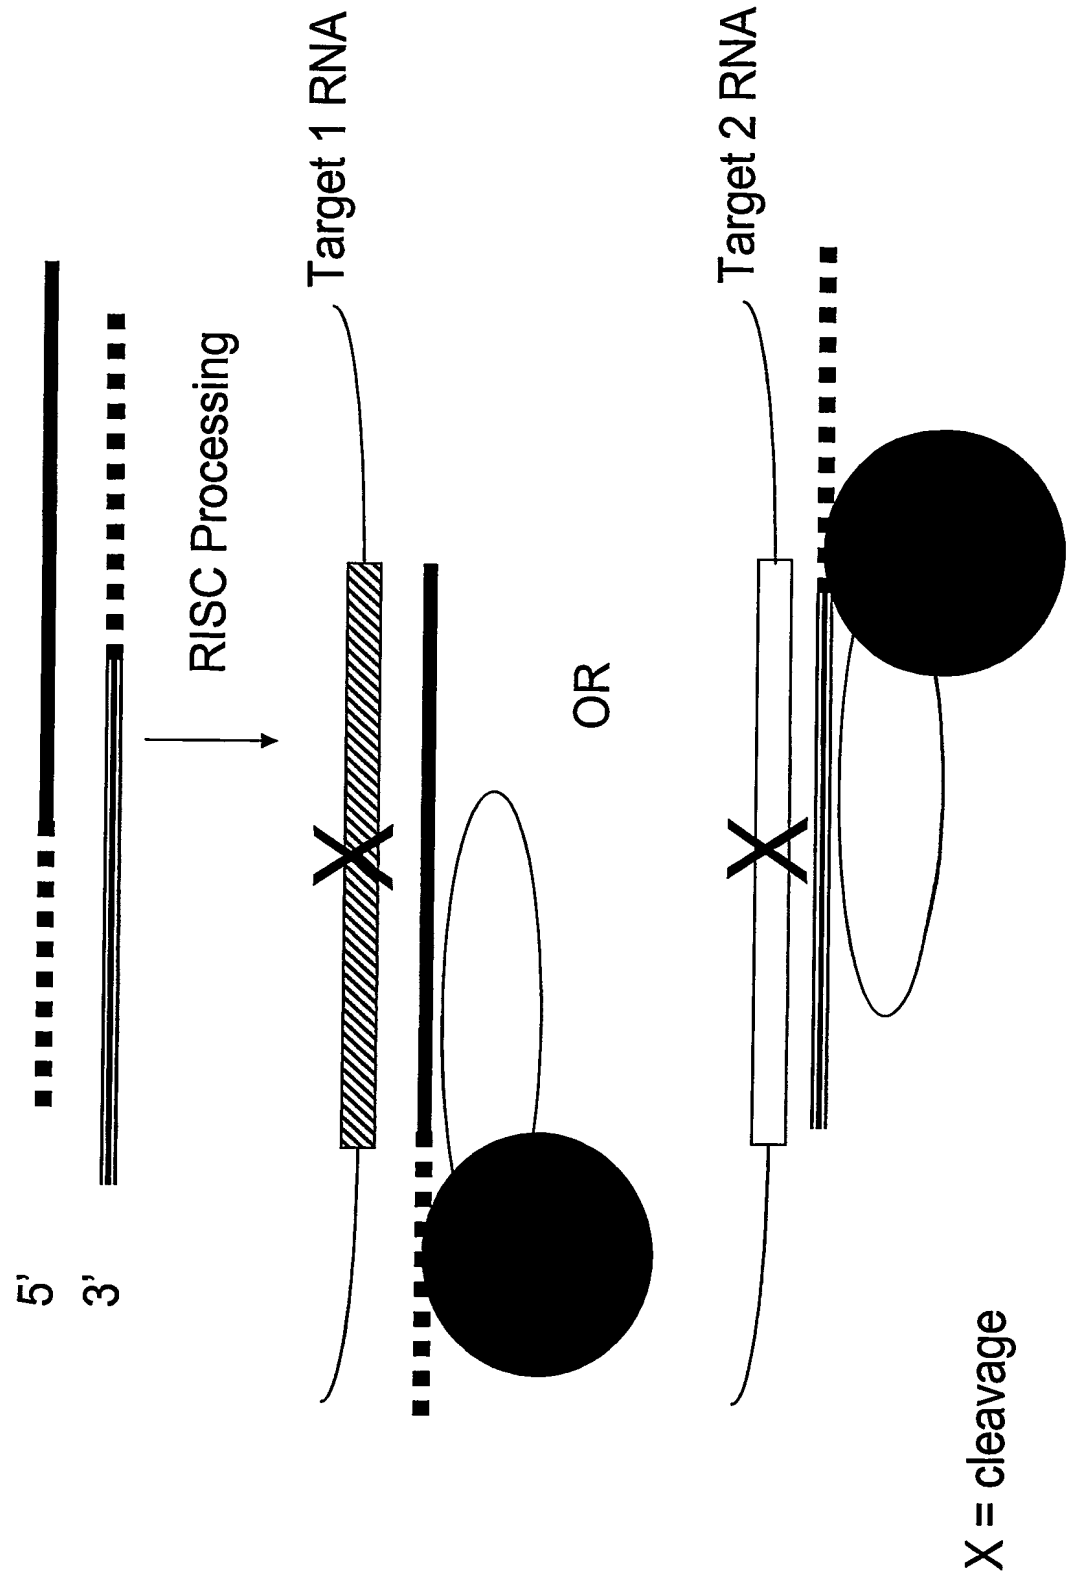 5'
3'
RISC Processing
Target 1 RNA
OR
Target 2 RNA
X = cleavage